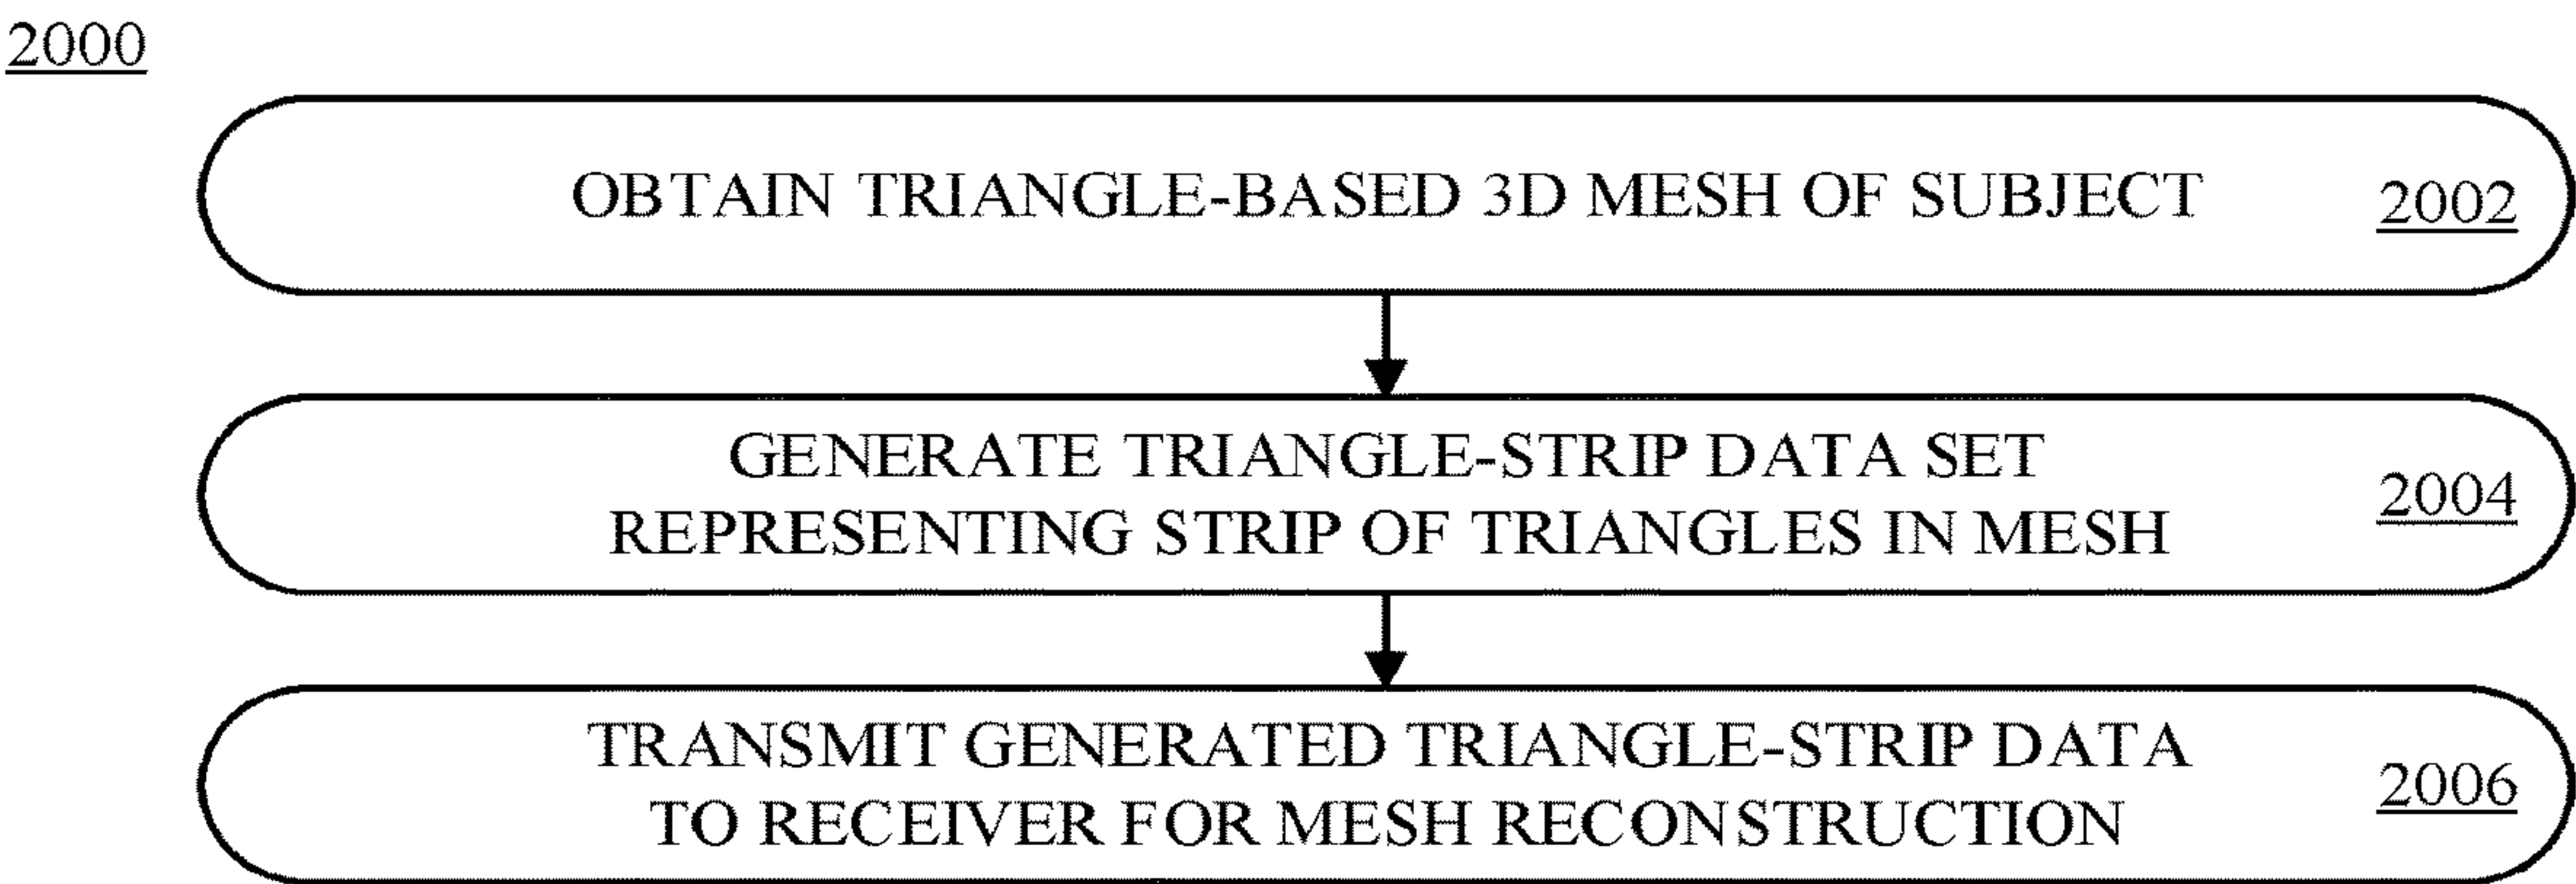 2000
OBTAIN TRIANGLE-BASED 3D MESH OF SUBJECT 2002
GENERATE TRIANGLE-STRIP DATA SET
REPRESENTING STRIP OF TRIANGLES IN MESH 2004
TRANSMIT GENERATED TRIANGLE-STRIP DATA
TO RECEIVER FOR MESH RECONSTRUCTION 2006